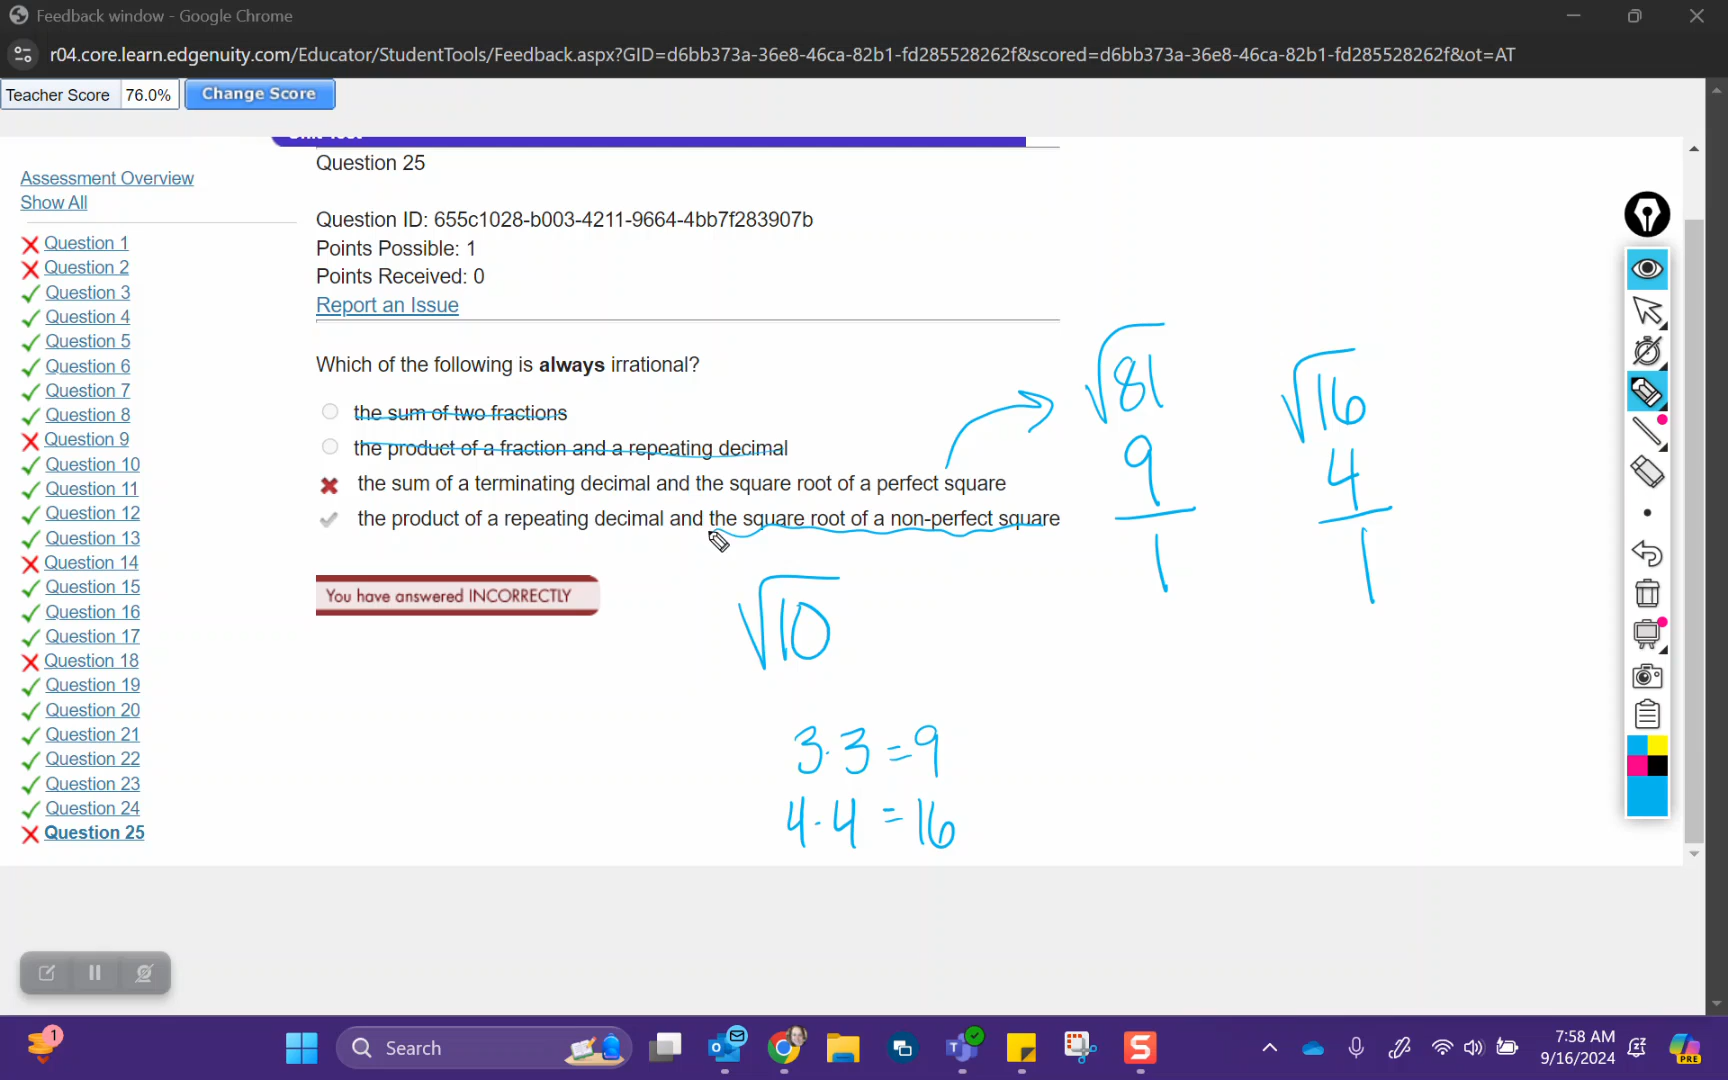 Feedback window - Google Chrome
r04.core.learn.edgenuity.com/Educator/StudentTools/Feedback.aspx?GID=d6bb373a-36e8-46ca-82b1-fd285528262f&scored=d6bb373a-36e8-46ca-82b1-fd285528262f&ot=AT
Teacher Score 76.0% Change Score
Assessment Overview
Show All
Question 1
Question 2
Question 3
Question 4
Question 5
Question 6
Question 7
Question 8
Question 9
Question 10
Question 11
Question 12
Question 13
Question 14
Question 15
Question 16
Question 17
Question 18
Question 19
Question 20
Question 21
Question 22
Question 23
Question 24
Question 25
Question 25
Question ID: 655c1028-b003-4211-9664-4bb7f283907b
Points Possible: 1
Points Received: 0
Report an Issue
Which of the following is always irrational?
the sum of two fractions
the product of a fraction and a repeating decimal
the sum of a terminating decimal and the square root of a perfect square
the product of a repeating decimal and the square root of a non-perfect square
You have answered INCORRECTLY
√81
9
1
√16
4
1
√10
3·3=9
4·4=16
1
Search
7:58 AM
9/16/2024
PRE